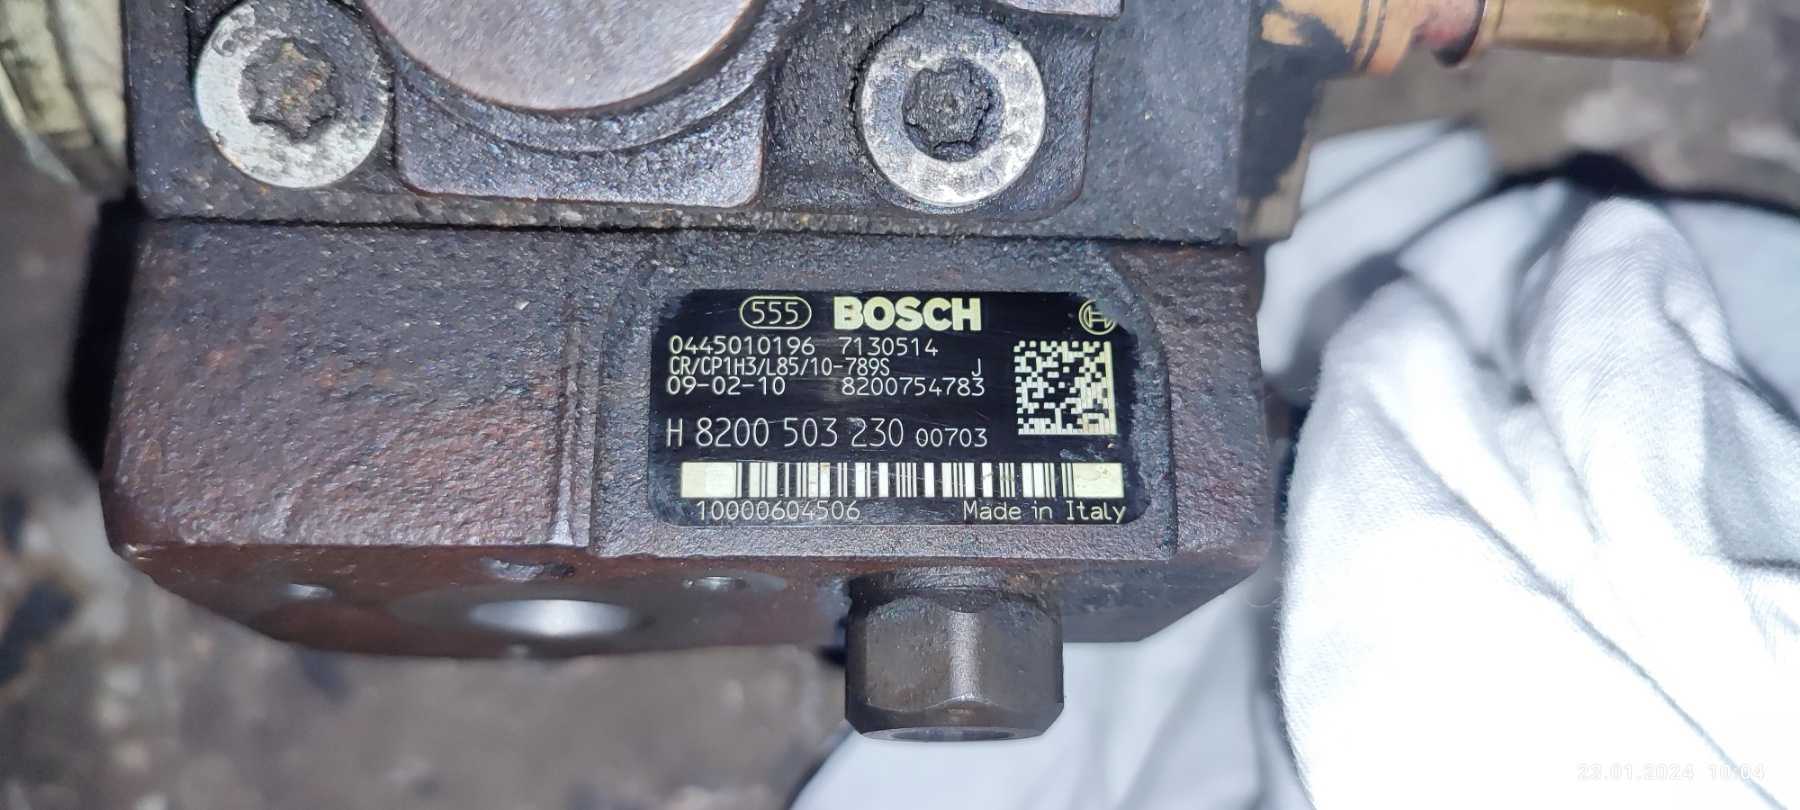 555 BOSCH
0445010196 7130514
CR/CP1H3/L85/10-789S J
09-02-10 8200754783
H 8200 503 230 00703
10000604506 Made in Italy
23.01.2024 10:04